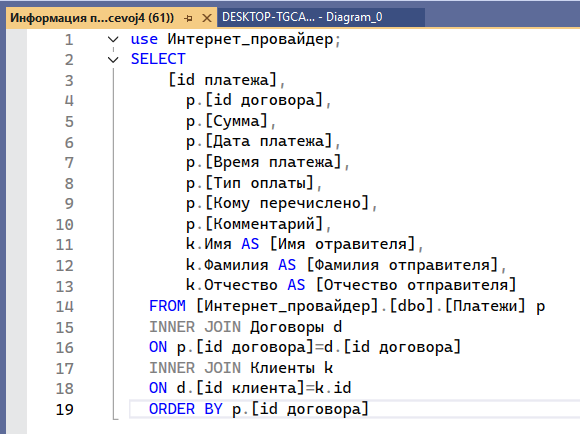 Информация п...cevoj4 (61))
DESKTOP-TGCA... - Diagram_0
1 use Интернет_провайдер;
2 SELECT
3 [id платежа],
4 p.[id договора],
5 p.[Сумма],
6 p.[Дата платежа],
7 p.[Время платежа],
8 p.[Тип оплаты],
9 p.[Кому перечислено],
10 p.[Комментарий],
11 k.Имя AS [Имя отравителя],
12 k.Фамилия AS [Фамилия отправителя],
13 k.Отчество AS [Отчество отправителя]
14 FROM [Интернет_провайдер].[dbo].[Платежи] p
15 INNER JOIN Договоры d
16 ON p.[id договора]=d.[id договора]
17 INNER JOIN Клиенты k
18 ON d.[id клиента]=k.id
19 ORDER BY p.[id договора]